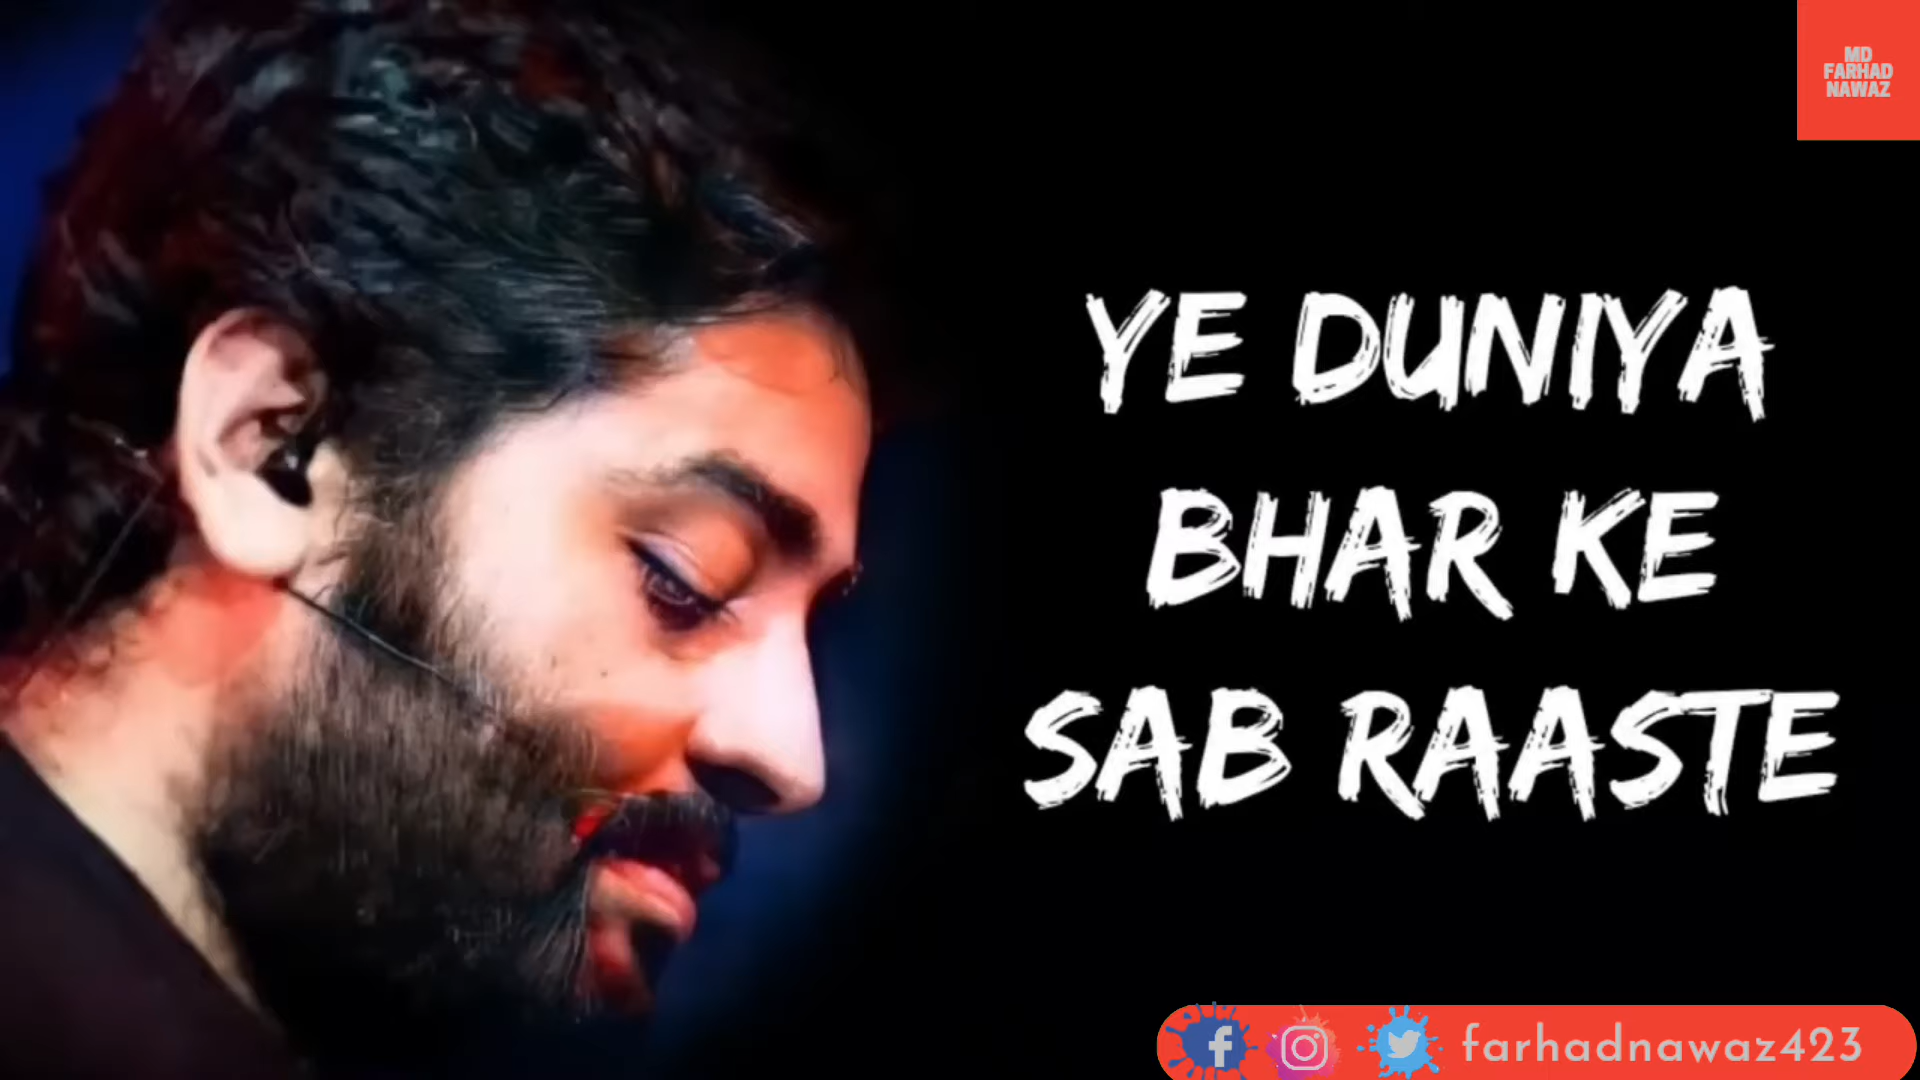 MD
FARHAD
NAWAZ
YE DUNIYA
BHAR KE
SAB RAASTE
farhadnawaz423